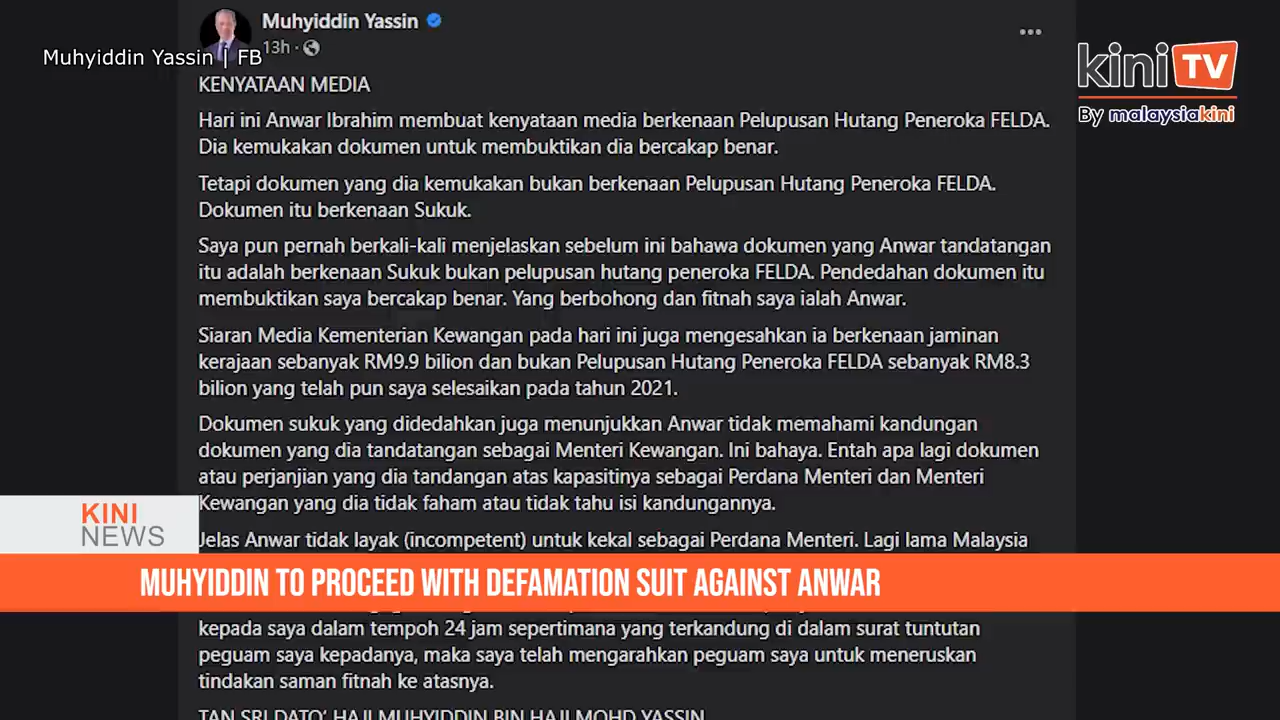 Muhyiddin Yassin
13h
Muhyiddin Yassin | FB
kini TV
By malaysiakini
KENYATAAN MEDIA
Hari ini Anwar Ibrahim membuat kenyataan media berkenaan Pelupusan Hutang Peneroka FELDA.
Dia kemukakan dokumen untuk membuktikan dia bercakap benar.
Tetapi dokumen yang dia kemukakan bukan berkenaan Pelupusan Hutang Peneroka FELDA.
Dokumen itu berkenaan Sukuk.
Saya pun pernah berkali-kali menjelaskan sebelum ini bahawa dokumen yang Anwar tandatangan
itu adalah berkenaan Sukuk bukan pelupusan hutang peneroka FELDA. Pendedahan dokumen itu
membuktikan saya bercakap benar. Yang berbohong dan fitnah saya ialah Anwar.
Siaran Media Kementerian Kewangan pada hari ini juga mengesahkan ia berkenaan jaminan
kerajaan sebanyak RM9.9 bilion dan bukan Pelupusan Hutang Peneroka FELDA sebanyak RM8.3
bilion yang telah pun saya selesaikan pada tahun 2021.
Dokumen sukuk yang didedahkan juga menunjukkan Anwar tidak memahami kandungan
dokumen yang dia tandatangan sebagai Menteri Kewangan. Ini bahaya. Entah apa lagi dokumen
atau perjanjian yang dia tandangan atas kapasitinya sebagai Perdana Menteri dan Menteri
Kewangan yang dia tidak faham atau tidak tahu isi kandungannya.
Jelas Anwar tidak layak (incompetent) untuk kekal sebagai Perdana Menteri. Lagi lama Malaysia
KINI
NEWS
MUHYIDDIN TO PROCEED WITH DEFAMATION SUIT AGAINST ANWAR
kepada saya dalam tempoh 24 jam sepertimana yang terkandung di dalam surat tuntutan
peguam saya kepadanya, maka saya telah mengarahkan peguam saya untuk meneruskan
tindakan saman fitnah ke atasnya.
TAN SRI DATO' HAJI MUHYIDDIN BIN HAJI MOHD YASSIN